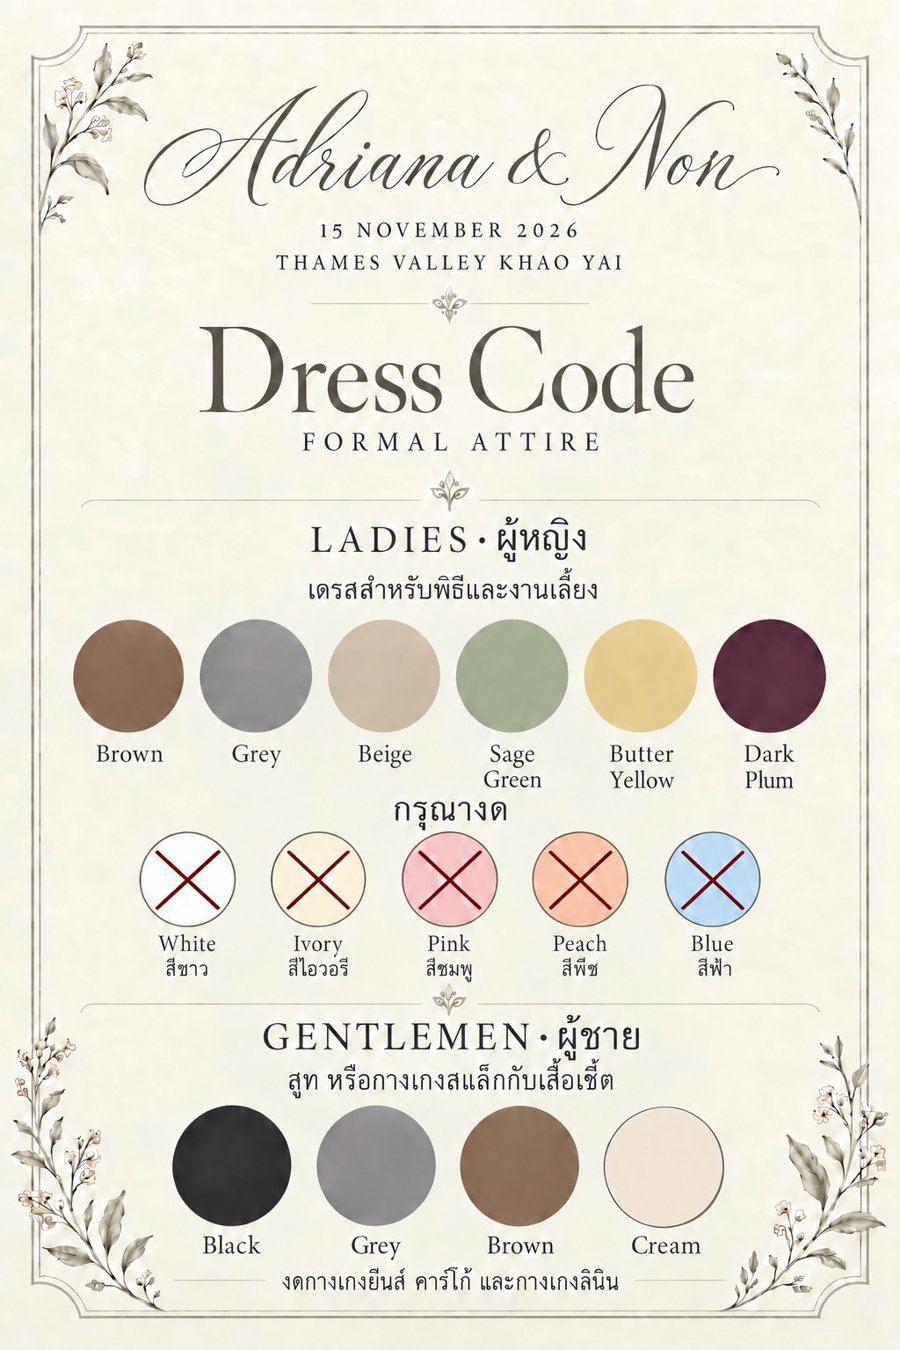 Adriana & Non
15 NOVEMBER 2026
THAMES VALLEY KHAO YAI
Dress Code
FORMAL ATTIRE
LADIES · ผู้หญิง
เดรสสำหรับพิธีและงานเลี้ยง
Brown Grey Beige Sage Green Butter Yellow Dark Plum
กรุณางด
White Ivory Pink Peach Blue
สีขาว สีไอวอรี สีชมพู สีพีช สีฟ้า
GENTLEMEN · ผู้ชาย
สูท หรือกางเกงสแล็กกับเสื้อเชิ้ต
Black Grey Brown Cream
งดกางเกงยีนส์ คาร์โก้ และกางเกงลินิน